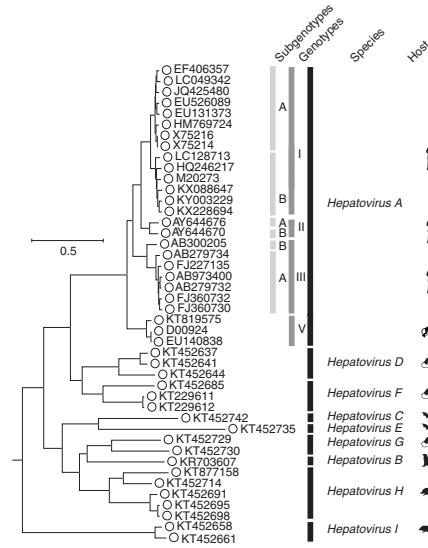 Subgenotypes
Genotypes
Species
Host
EF406357
LC049342
JQ425480
EU526089
EU131373
HM769724
X75216
X75214
LC128713
HQ246217
M20273
KX088647
KY003229
KX228694
AY644676
AY644670
AB300205
AB279734
FJ227135
AB973400
AB279732
FJ360732
FJ360730
KT819575
D00924
EU140838
KT452637
KT452641
KT452644
KT452685
KT229611
KT229612
KT452742
KT452735
KT452729
KT452730
KR703607
KT877158
KT452714
KT452691
KT452695
KT452698
KT452658
KT452661
0.5
A
B
A
B
B
A
I
II
III
V
Hepatovirus A
Hepatovirus D
Hepatovirus F
Hepatovirus C
Hepatovirus E
Hepatovirus G
Hepatovirus B
Hepatovirus H
Hepatovirus I